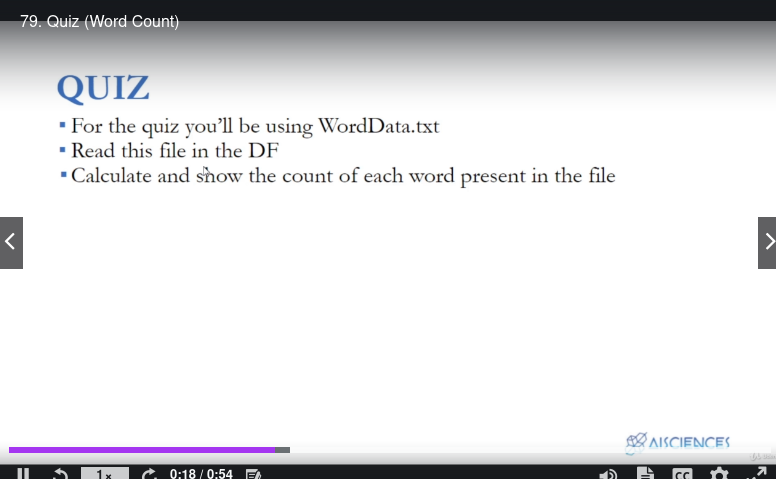 79. Quiz (Word Count)
QUIZ
▪ For the quiz you'll be using WordData.txt
▪ Read this file in the DF
▪ Calculate and show the count of each word present in the file
AISCIENCES
1x
0:18 / 0:54
CC